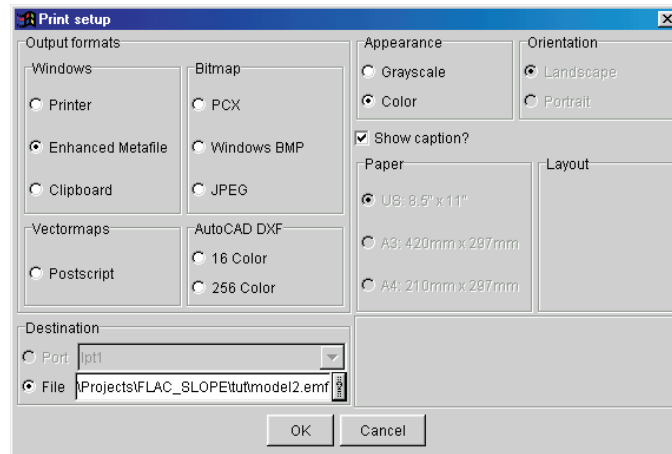 Print setup
Output formats
Windows
Printer
Enhanced Metafile
Clipboard
Bitmap
PCX
Windows BMP
JPEG
Vectormaps
Postscript
AutoCAD DXF
16 Color
256 Color
Destination
Port lpt1
File \Projects\FLAC_SLOPE\tut\model2.emf
Appearance
Grayscale
Color
Orientation
Landscape
Portrait
Show caption?
Paper
US: 8.5" x 11"
A3: 420mm x 297mm
A4: 210mm x 297mm
Layout
OK
Cancel